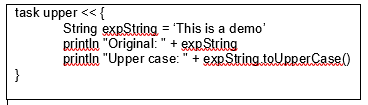 task upper << {
String expString = ‘This is a demo’
println "Original: " + expString
println "Upper case: " + expString.toUpperCase()
}